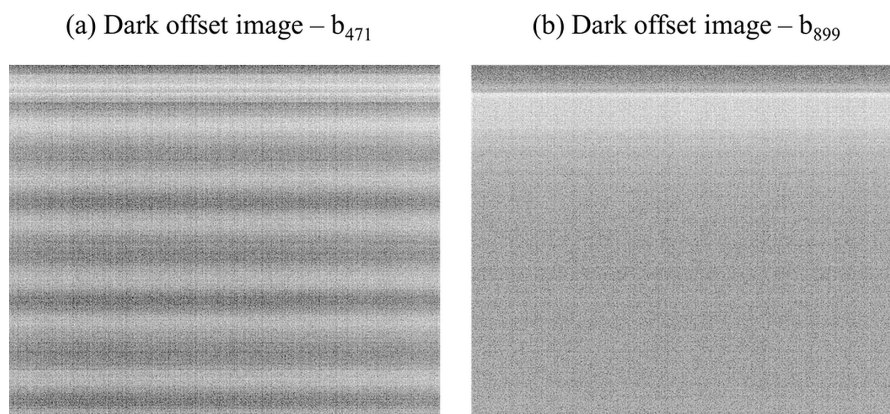 (a) Dark offset image – b₄₇₁
(b) Dark offset image – b₈₉₉